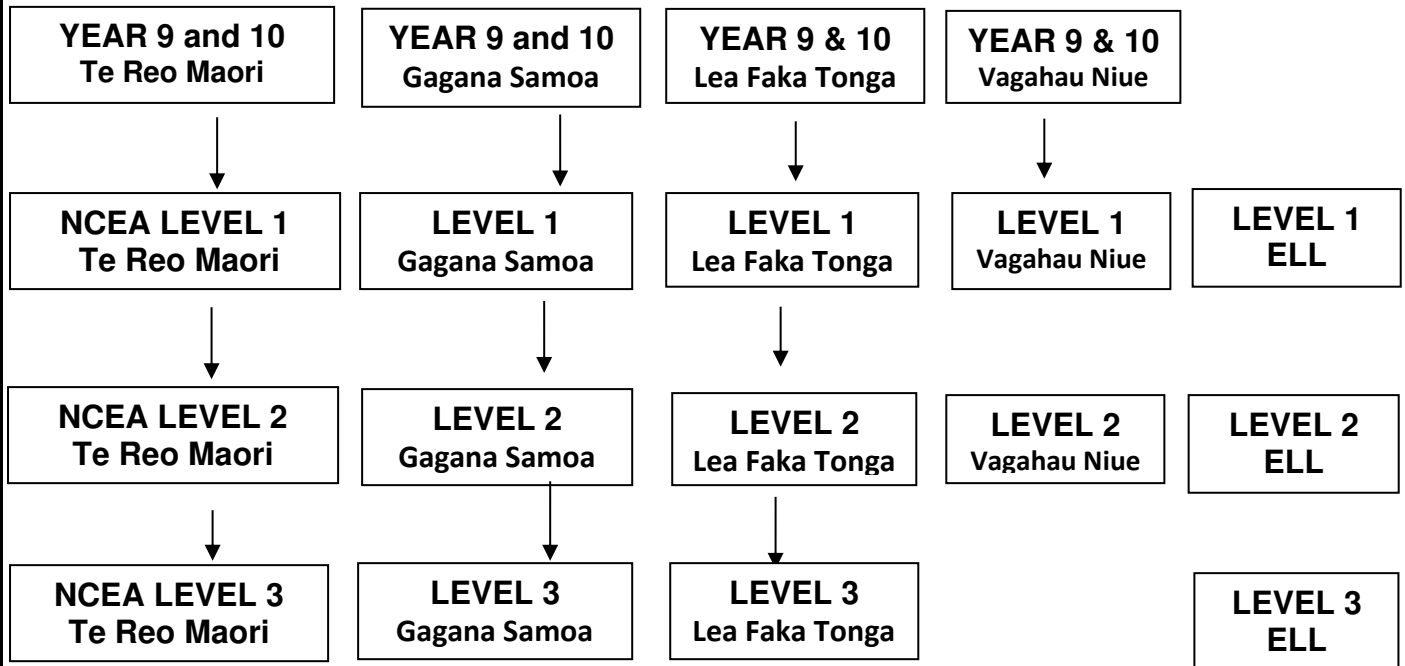 YEAR 9 and 10
Te Reo Maori
YEAR 9 and 10
Gagana Samoa
YEAR 9 & 10
Lea Faka Tonga
YEAR 9 & 10
Vagahau Niue
NCEA LEVEL 1
Te Reo Maori
LEVEL 1
Gagana Samoa
LEVEL 1
Lea Faka Tonga
LEVEL 1
Vagahau Niue
LEVEL 1
ELL
NCEA LEVEL 2
Te Reo Maori
LEVEL 2
Gagana Samoa
LEVEL 2
Lea Faka Tonga
LEVEL 2
Vagahau Niue
LEVEL 2
ELL
NCEA LEVEL 3
Te Reo Maori
LEVEL 3
Gagana Samoa
LEVEL 3
Lea Faka Tonga
LEVEL 3
ELL